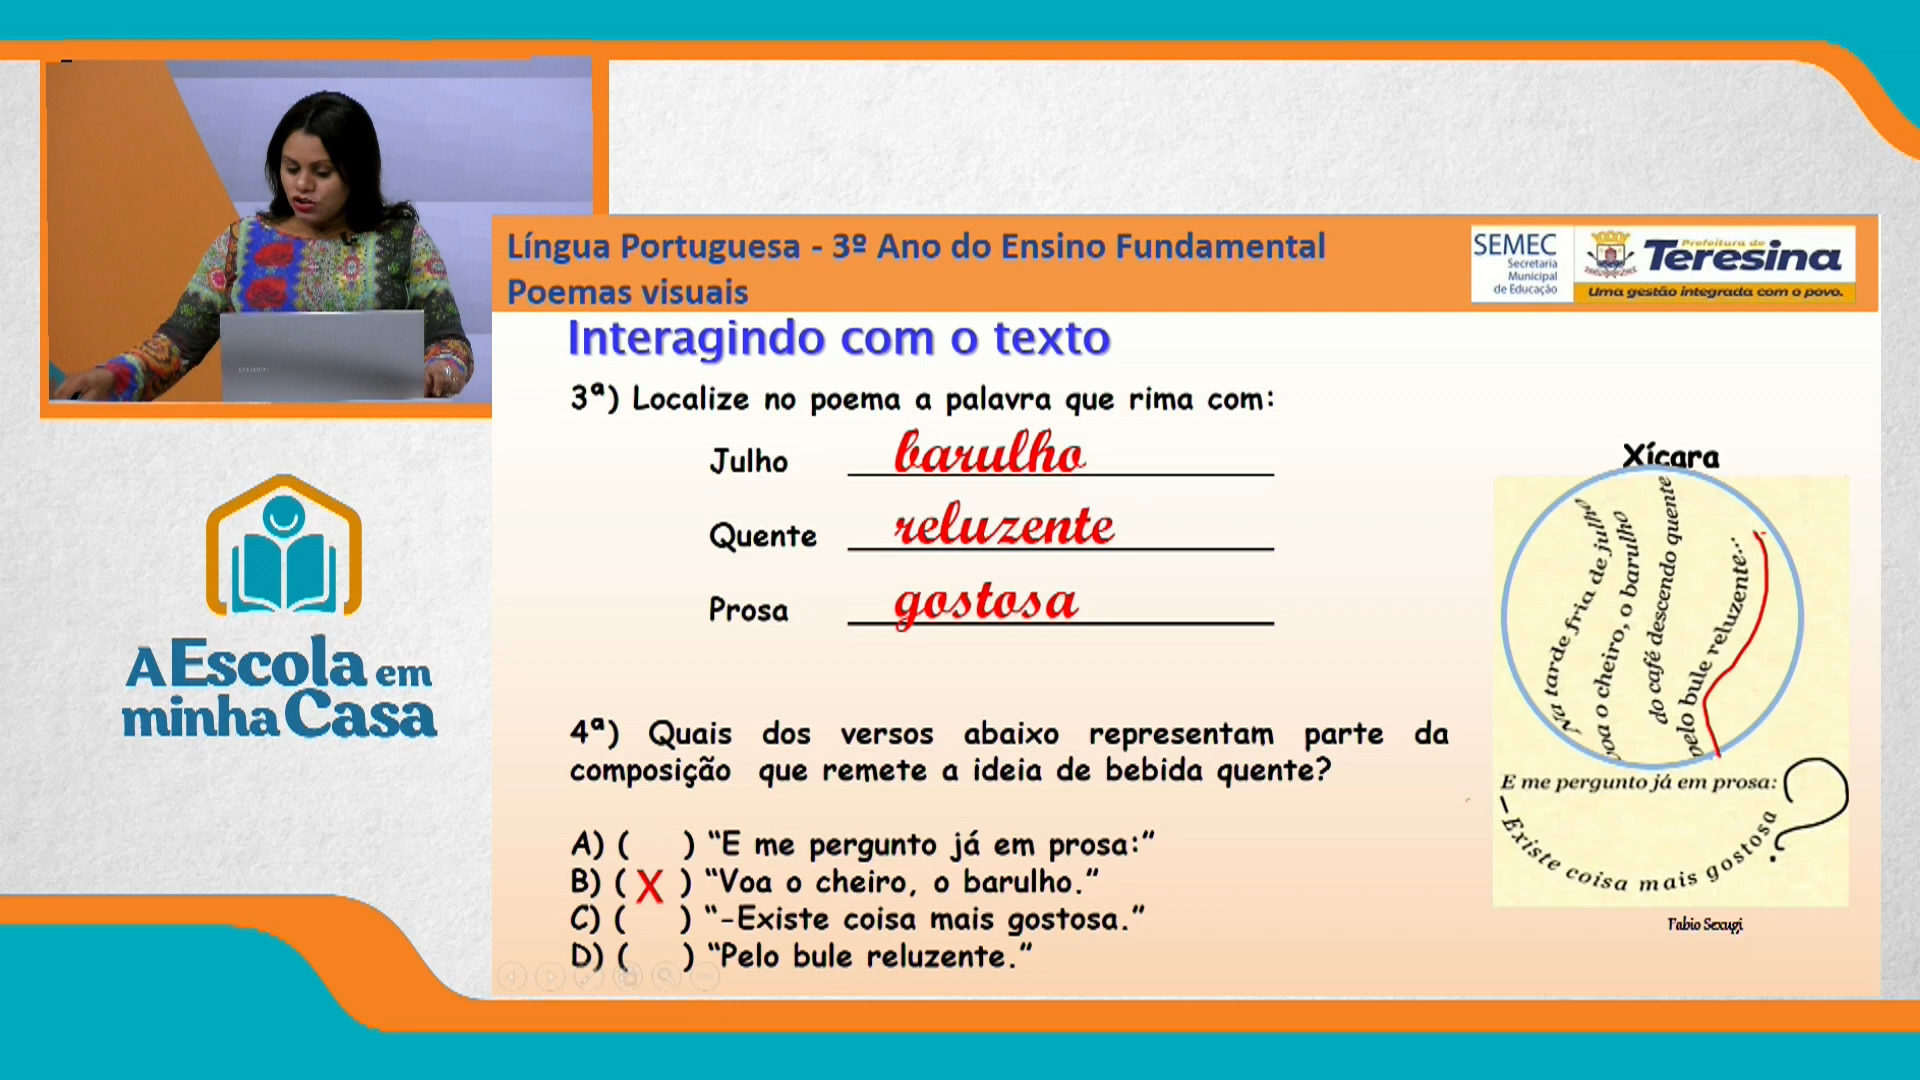 Língua Portuguesa - 3º Ano do Ensino Fundamental
Poemas visuais
SEMEC
Secretaria
Municipal
de Educação
Prefeitura de
Teresina
Uma gestão integrada com o povo.
Interagindo com o texto
3ª) Localize no poema a palavra que rima com:
Julho barulho
Quente reluzente
Prosa gostosa
4ª) Quais dos versos abaixo representam parte da
composição que remete a ideia de bebida quente?
A) ( ) “E me pergunto já em prosa:”
B) ( X ) “Voa o cheiro, o barulho.”
C) ( ) “-Existe coisa mais gostosa.”
D) ( ) “Pelo bule reluzente.”
Xícara
Na tarde fria de julho
voa o cheiro, o barulho
do café descendo quente
pelo bule reluzente...
E me pergunto já em prosa:
–Existe coisa mais gostosa
?
Fabio Sexugi
A Escola em
minha Casa